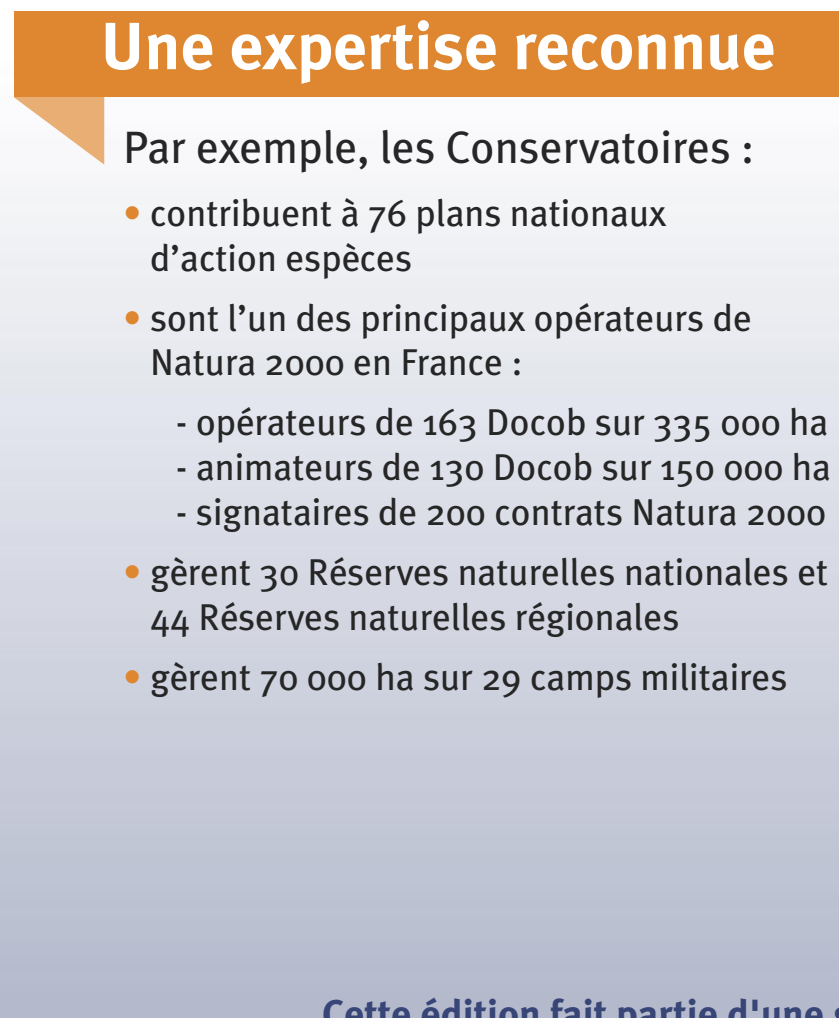 Une expertise reconnue
Par exemple, les Conservatoires :
• contribuent à 76 plans nationaux
d’action espèces
• sont l’un des principaux opérateurs de
Natura 2000 en France :
- opérateurs de 163 Docob sur 335 000 ha
- animateurs de 130 Docob sur 150 000 ha
- signataires de 200 contrats Natura 2000
• gèrent 30 Réserves naturelles nationales et
44 Réserves naturelles régionales
• gèrent 70 000 ha sur 29 camps militaires
Cette édition fait partie d'une